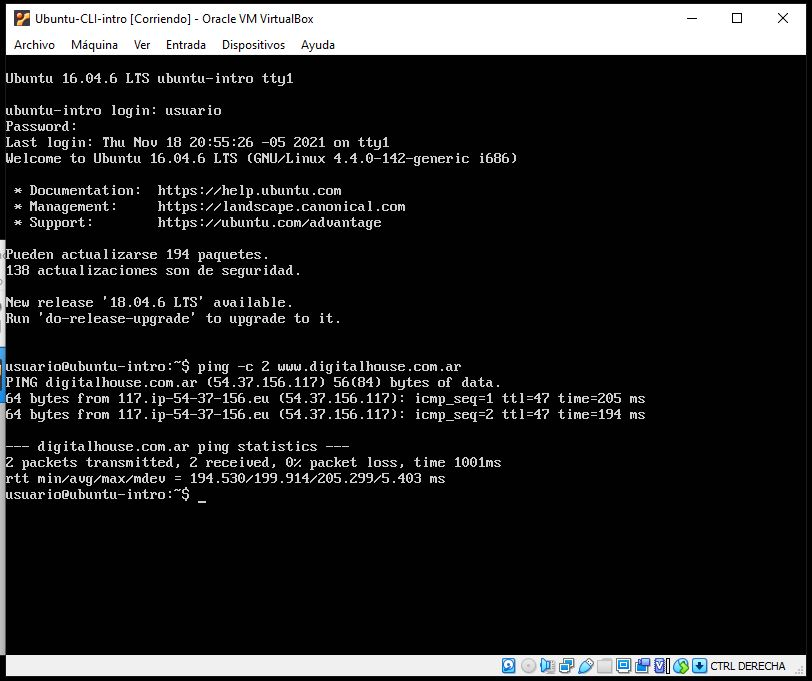 Ubuntu-CLI-intro [Corriendo] - Oracle VM VirtualBox
Archivo Máquina Ver Entrada Dispositivos Ayuda
Ubuntu 16.04.6 LTS ubuntu-intro tty1
ubuntu-intro login: usuario
Password:
Last login: Thu Nov 18 20:55:26 -05 2021 on tty1
Welcome to Ubuntu 16.04.6 LTS (GNU/Linux 4.4.0-142-generic i686)
* Documentation: https://help.ubuntu.com
* Management: https://landscape.canonical.com
* Support: https://ubuntu.com/advantage
Pueden actualizarse 194 paquetes.
138 actualizaciones son de seguridad.
New release '18.04.6 LTS' available.
Run 'do-release-upgrade' to upgrade to it.
usuario@ubuntu-intro:~$ ping -c 2 www.digitalhouse.com.ar
PING digitalhouse.com.ar (54.37.156.117) 56(84) bytes of data.
64 bytes from 117.ip-54-37-156.eu (54.37.156.117): icmp_seq=1 ttl=47 time=205 ms
64 bytes from 117.ip-54-37-156.eu (54.37.156.117): icmp_seq=2 ttl=47 time=194 ms
--- digitalhouse.com.ar ping statistics ---
2 packets transmitted, 2 received, 0% packet loss, time 1001ms
rtt min/avg/max/mdev = 194.530/199.914/205.299/5.403 ms
usuario@ubuntu-intro:~$ _
CTRL DERECHA